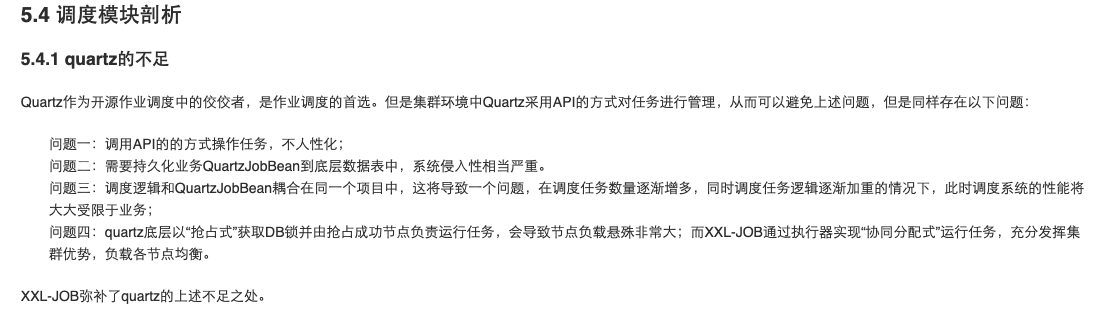 5.4 调度模块剖析
5.4.1 quartz的不足
Quartz作为开源作业调度中的佼佼者，是作业调度的首选。但是集群环境中Quartz采用API的方式对任务进行管理，从而可以避免上述问题，但是同样存在以下问题：
问题一：调用API的的方式操作任务，不人性化；
问题二：需要持久化业务QuartzJobBean到底层数据表中，系统侵入性相当严重。
问题三：调度逻辑和QuartzJobBean耦合在同一个项目中，这将导致一个问题，在调度任务数量逐渐增多，同时调度任务逻辑逐渐加重的情况下，此时调度系统的性能将
大大受限于业务；
问题四：quartz底层以“抢占式”获取DB锁并由抢占成功节点负责运行任务，会导致节点负载悬殊非常大；而XXL-JOB通过执行器实现“协同分配式”运行任务，充分发挥集
群优势，负载各节点均衡。
XXL-JOB弥补了quartz的上述不足之处。